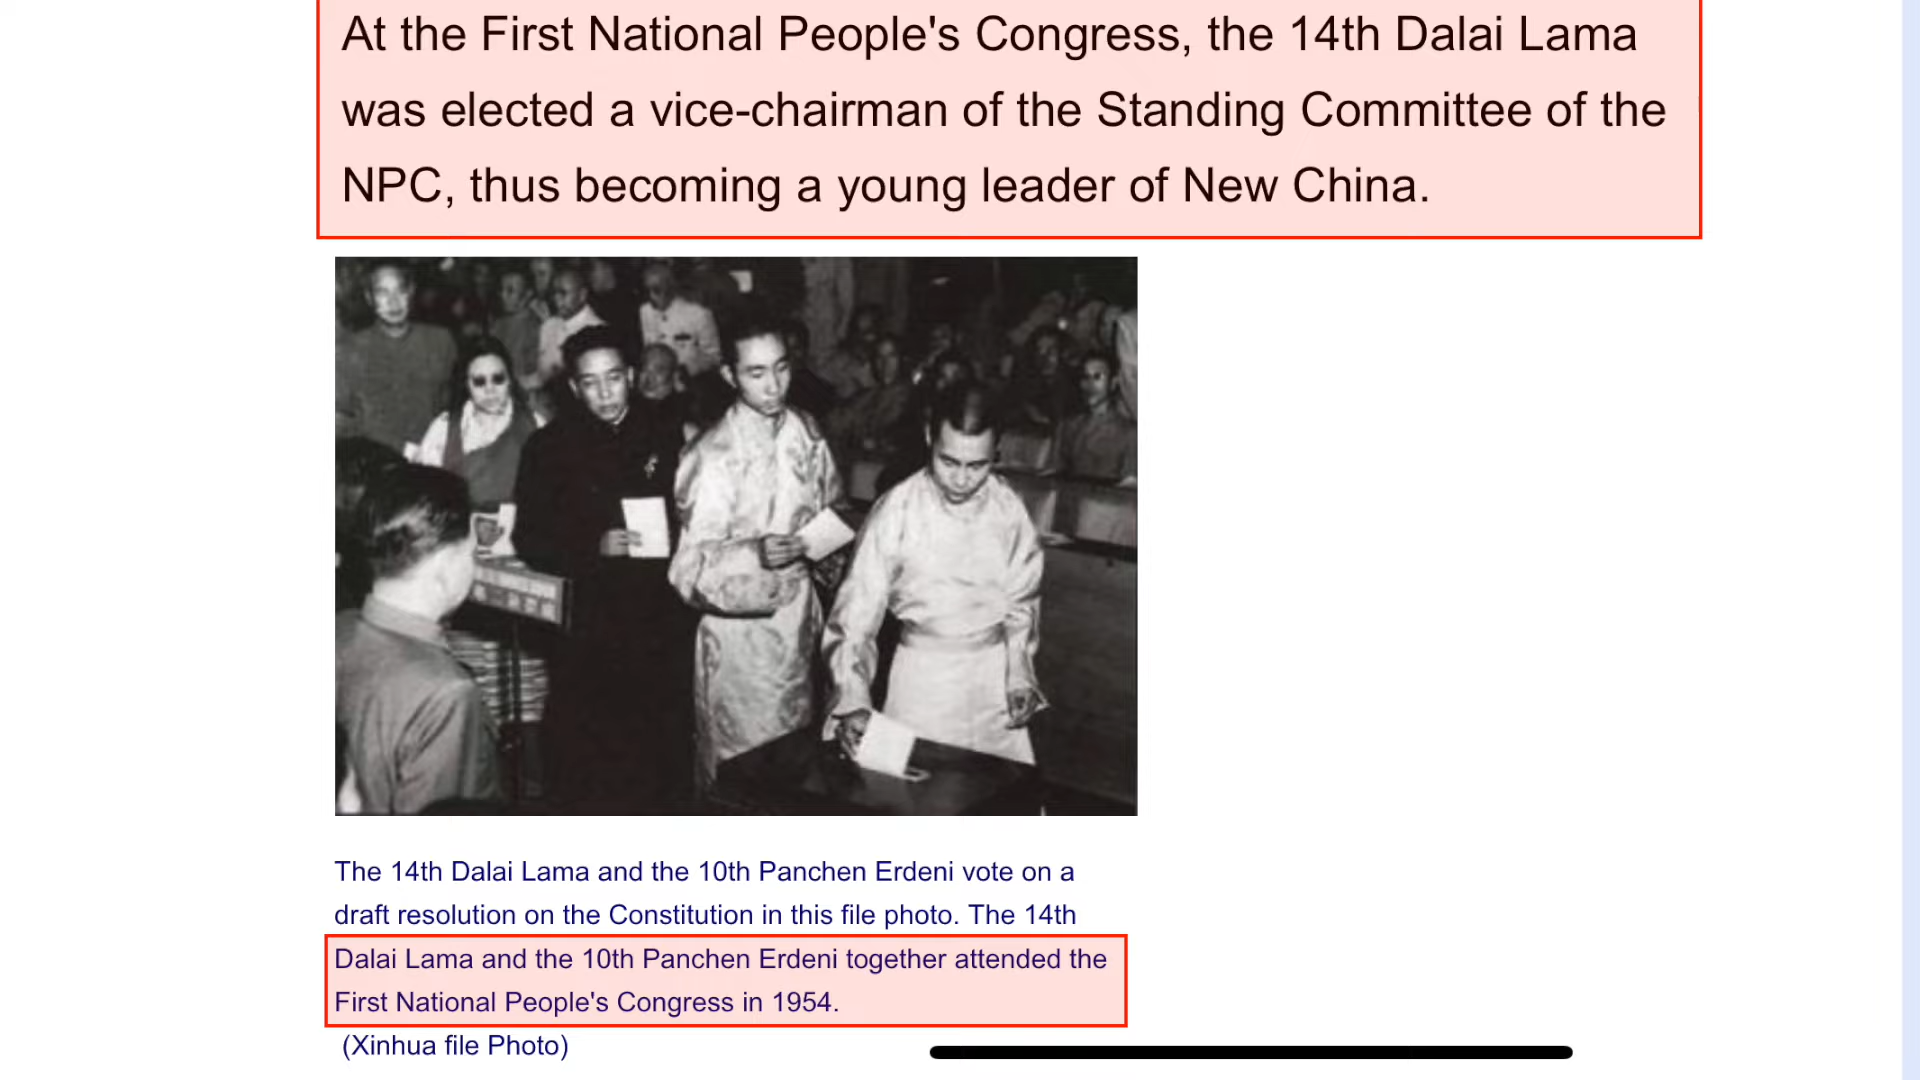 At the First National People's Congress, the 14th Dalai Lama
was elected a vice-chairman of the Standing Committee of the
NPC, thus becoming a young leader of New China.
The 14th Dalai Lama and the 10th Panchen Erdeni vote on a
draft resolution on the Constitution in this file photo. The 14th
Dalai Lama and the 10th Panchen Erdeni together attended the
First National People's Congress in 1954.
(Xinhua file Photo)